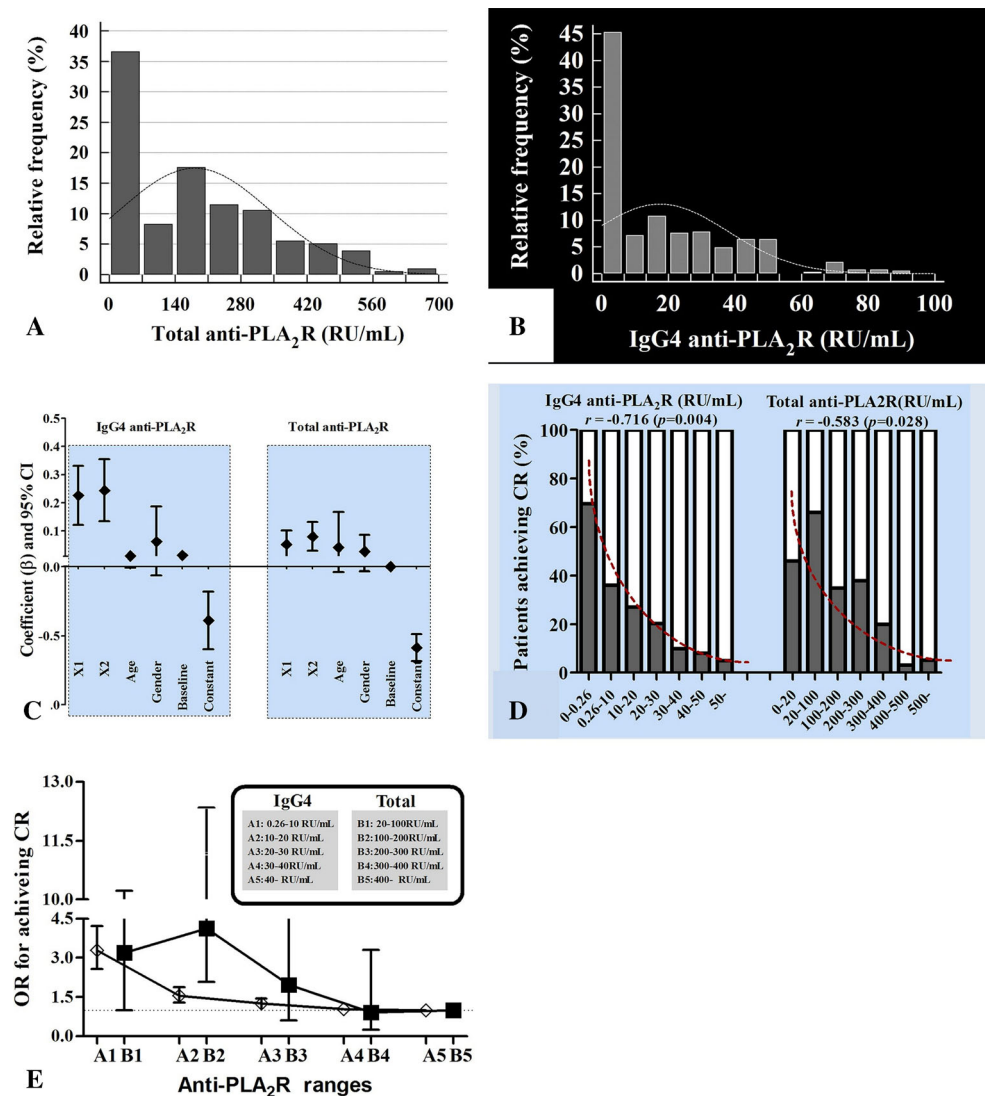 40
35
30
25
20
15
10
5
0
Relative frequency (%)
0 140 280 420 560 700
Total anti-PLA₂R (RU/mL)
A
45
40
35
30
25
20
15
10
5
0
Relative frequency (%)
0 20 40 60 80 100
IgG4 anti-PLA₂R (RU/mL)
B
IgG4 anti-PLA₂R Total anti-PLA₂R
0.5
0.4
0.3
0.2
0.1
0.0
-0.5
.0
Coefficient (β) and 95% CI
X1 X2 Age Gender Baseline Constant
X1 X2 Age Gender Baseline Constant
C
IgG4 anti-PLA₂R (RU/mL) Total anti-PLA2R(RU/mL)
r = -0.716 (p=0.004) r = -0.583 (p=0.028)
100
80
60
40
20
0
Patients achieving CR (%)
0-0.26 0.26-10 10-20 20-30 30-40 40-50 50-
0-20 20-100 100-200 200-300 300-400 400-500 500-
D
13.0
11.5
10.0
4.5
3.0
1.5
0.0
OR for achiveing CR
IgG4 Total
A1: 0.26-10 RU/mL B1: 20-100RU/mL
A2:10-20 RU/mL B2:100-200RU/mL
A3:20-30 RU/mL B3:200-300 RU/mL
A4:30-40RU/mL B4:300-400 RU/mL
A5:40- RU/mL B5:400- RU/mL
A1 B1 A2 B2 A3 B3 A4 B4 A5 B5
Anti-PLA₂R ranges
E